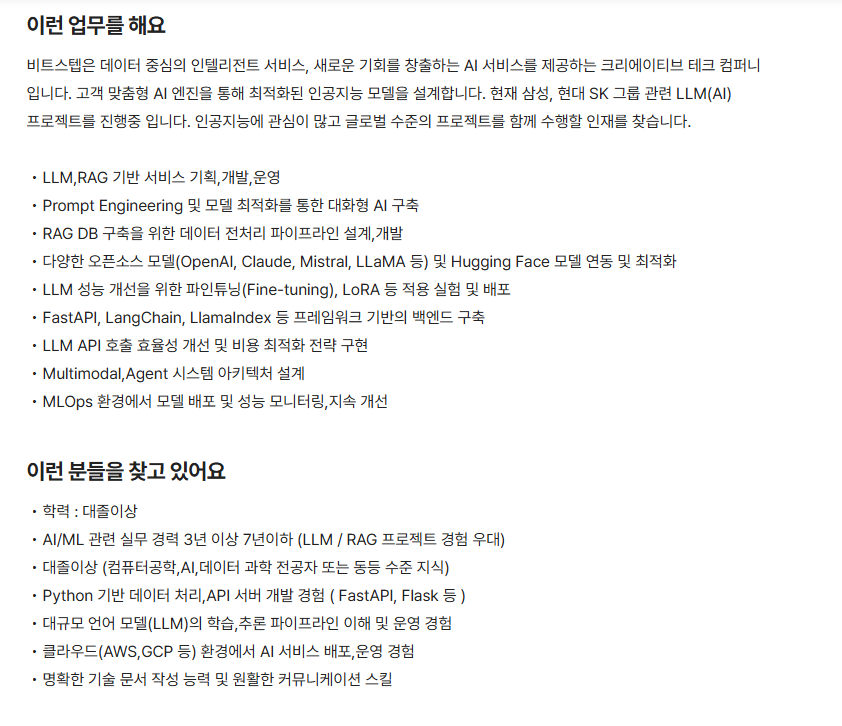 이런 업무를 해요
비트스텝은 데이터 중심의 인텔리전트 서비스, 새로운 기회를 창출하는 AI 서비스를 제공하는 크리에이티브 테크 컴퍼니
입니다. 고객 맞춤형 AI 엔진을 통해 최적화된 인공지능 모델을 설계합니다. 현재 삼성, 현대 SK 그룹 관련 LLM(AI)
프로젝트를 진행중 입니다. 인공지능에 관심이 많고 글로벌 수준의 프로젝트를 함께 수행할 인재를 찾습니다.
• LLM,RAG 기반 서비스 기획,개발,운영
• Prompt Engineering 및 모델 최적화를 통한 대화형 AI 구축
• RAG DB 구축을 위한 데이터 전처리 파이프라인 설계,개발
• 다양한 오픈소스 모델(OpenAI, Claude, Mistral, LLaMA 등) 및 Hugging Face 모델 연동 및 최적화
• LLM 성능 개선을 위한 파인튜닝(Fine-tuning), LoRA 등 적용 실험 및 배포
• FastAPI, LangChain, LlamaIndex 등 프레임워크 기반의 백엔드 구축
• LLM API 호출 효율성 개선 및 비용 최적화 전략 구현
• Multimodal,Agent 시스템 아키텍처 설계
• MLOps 환경에서 모델 배포 및 성능 모니터링,지속 개선
이런 분들을 찾고 있어요
• 학력 : 대졸이상
• AI/ML 관련 실무 경력 3년 이상 7년이하 (LLM / RAG 프로젝트 경험 우대)
• 대졸이상 (컴퓨터공학,AI,데이터 과학 전공자 또는 동등 수준 지식)
• Python 기반 데이터 처리,API 서버 개발 경험 ( FastAPI, Flask 등 )
• 대규모 언어 모델(LLM)의 학습,추론 파이프라인 이해 및 운영 경험
• 클라우드(AWS,GCP 등) 환경에서 AI 서비스 배포,운영 경험
• 명확한 기술 문서 작성 능력 및 원활한 커뮤니케이션 스킬